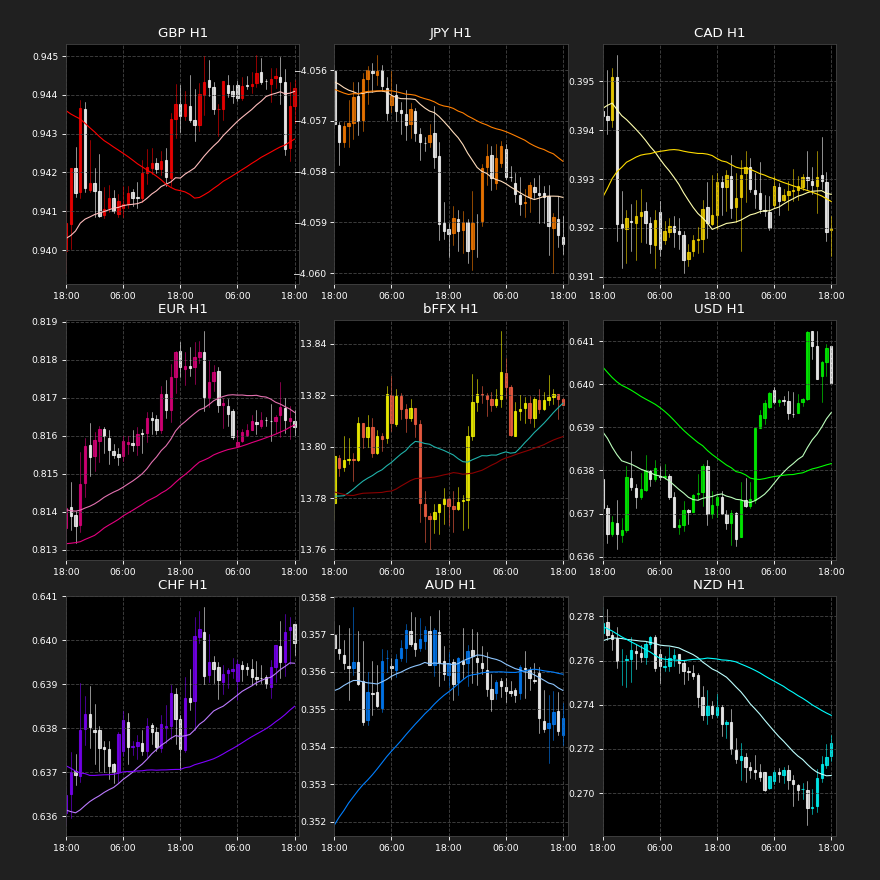 GBP H1
0.945
0.944
0.943
0.942
0.941
0.940
18:00 06:00 18:00 06:00 18:00
JPY H1
−4.056
−4.057
−4.058
−4.059
−4.060
18:00 06:00 18:00 06:00 18:00
CAD H1
0.395
0.394
0.393
0.392
0.391
18:00 06:00 18:00 06:00 18:00
EUR H1
0.819
0.818
0.817
0.816
0.815
0.814
0.813
18:00 06:00 18:00 06:00 18:00
bFFX H1
13.84
13.82
13.80
13.78
13.76
18:00 06:00 18:00 06:00 18:00
USD H1
0.641
0.640
0.639
0.638
0.637
0.636
18:00 06:00 18:00 06:00 18:00
CHF H1
0.641
0.640
0.639
0.638
0.637
0.636
18:00 06:00 18:00 06:00 18:00
AUD H1
0.358
0.357
0.356
0.355
0.354
0.353
0.352
18:00 06:00 18:00 06:00 18:00
NZD H1
0.278
0.276
0.274
0.272
0.270
18:00 06:00 18:00 06:00 18:00